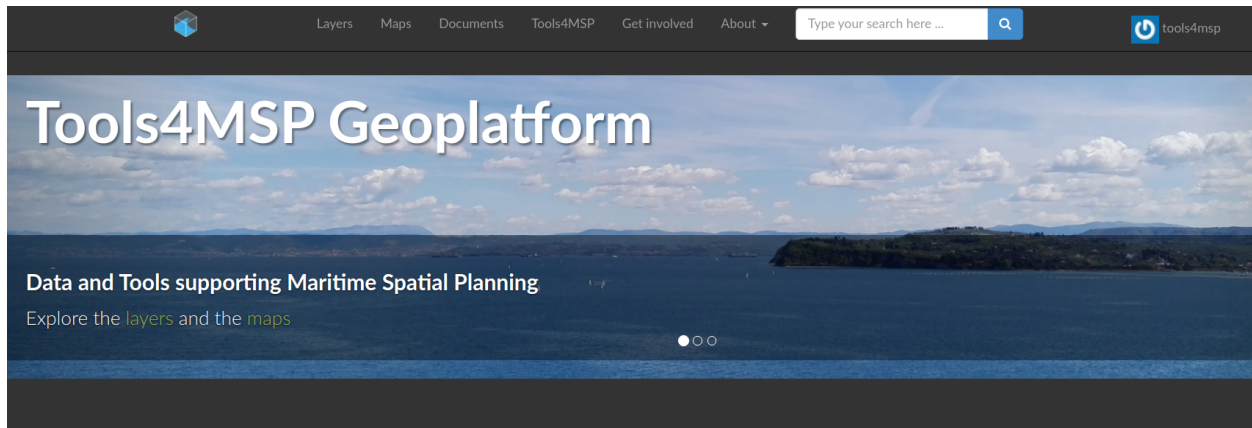 Layers Maps Documents Tools4MSP Get involved About Type your search here ... tools4msp
Tools4MSP Geoplatform
Data and Tools supporting Maritime Spatial Planning
Explore the layers and the maps